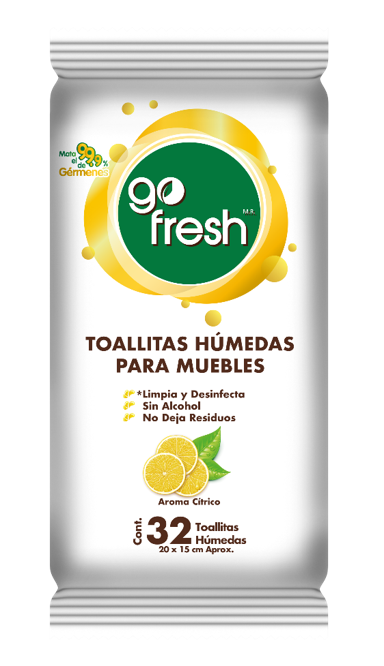 Mata
el 99.9%
de
Gérmenes
go
fresh M.R.
TOALLITAS HÚMEDAS
PARA MUEBLES
*Limpia y Desinfecta
Sin Alcohol
No Deja Residuos
Aroma Cítrico
Cont. 32 Toallitas
Húmedas
20 x 15 cm Aprox.